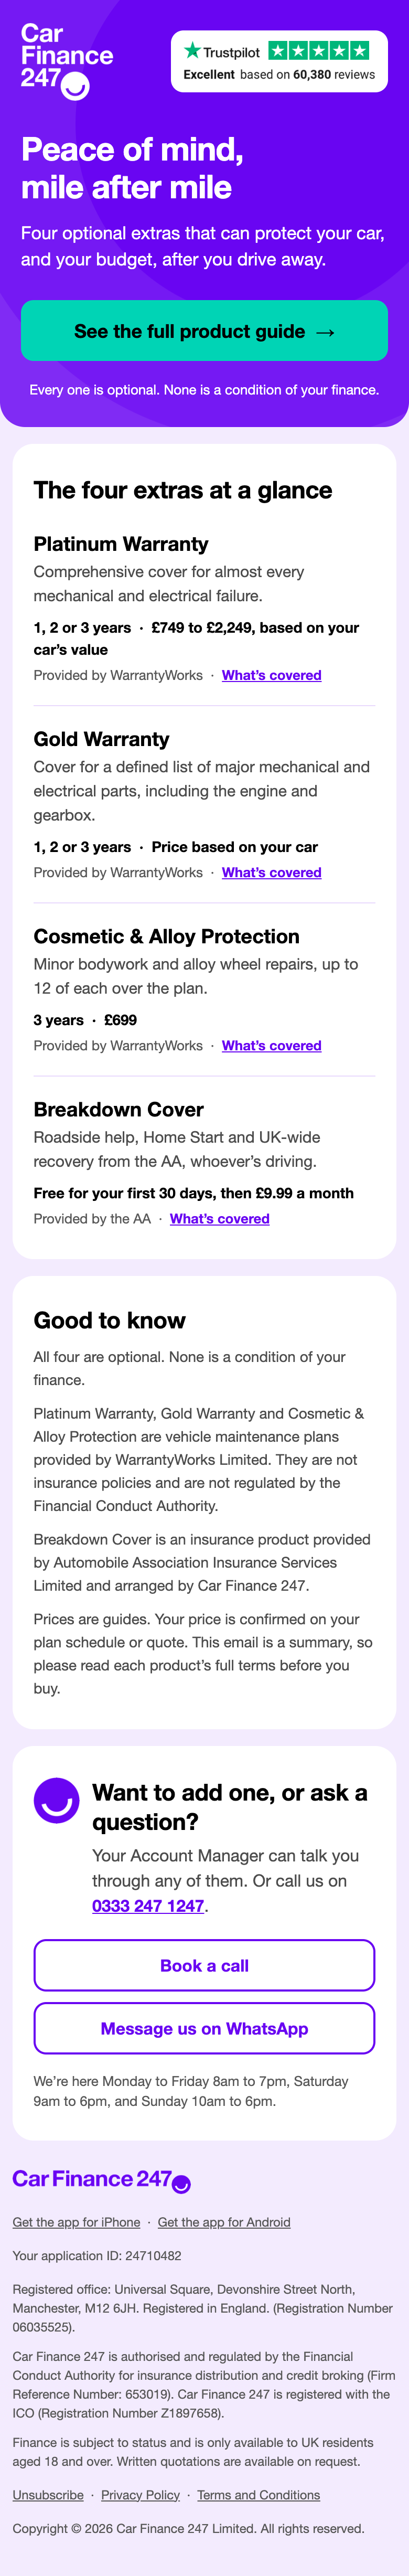 Car
Finance
247
Trustpilot
Excellent based on 60,380 reviews
Peace of mind,
mile after mile
Four optional extras that can protect your car,
and your budget, after you drive away.
See the full product guide →
Every one is optional. None is a condition of your finance.
The four extras at a glance
Platinum Warranty
Comprehensive cover for almost every
mechanical and electrical failure.
1, 2 or 3 years · £749 to £2,249, based on your
car’s value
Provided by WarrantyWorks · What’s covered
Gold Warranty
Cover for a defined list of major mechanical and
electrical parts, including the engine and
gearbox.
1, 2 or 3 years · Price based on your car
Provided by WarrantyWorks · What’s covered
Cosmetic & Alloy Protection
Minor bodywork and alloy wheel repairs, up to
12 of each over the plan.
3 years · £699
Provided by WarrantyWorks · What’s covered
Breakdown Cover
Roadside help, Home Start and UK-wide
recovery from the AA, whoever’s driving.
Free for your first 30 days, then £9.99 a month
Provided by the AA · What’s covered
Good to know
All four are optional. None is a condition of your
finance.
Platinum Warranty, Gold Warranty and Cosmetic &
Alloy Protection are vehicle maintenance plans
provided by WarrantyWorks Limited. They are not
insurance policies and are not regulated by the
Financial Conduct Authority.
Breakdown Cover is an insurance product provided
by Automobile Association Insurance Services
Limited and arranged by Car Finance 247.
Prices are guides. Your price is confirmed on your
plan schedule or quote. This email is a summary, so
please read each product’s full terms before you
buy.
Want to add one, or ask a
question?
Your Account Manager can talk you
through any of them. Or call us on
0333 247 1247.
Book a call
Message us on WhatsApp
We’re here Monday to Friday 8am to 7pm, Saturday
9am to 6pm, and Sunday 10am to 6pm.
Car Finance 247
Get the app for iPhone · Get the app for Android
Your application ID: 24710482
Registered office: Universal Square, Devonshire Street North,
Manchester, M12 6JH. Registered in England. (Registration Number
06035525).
Car Finance 247 is authorised and regulated by the Financial
Conduct Authority for insurance distribution and credit broking (Firm
Reference Number: 653019). Car Finance 247 is registered with the
ICO (Registration Number Z1897658).
Finance is subject to status and is only available to UK residents
aged 18 and over. Written quotations are available on request.
Unsubscribe · Privacy Policy · Terms and Conditions
Copyright © 2026 Car Finance 247 Limited. All rights reserved.